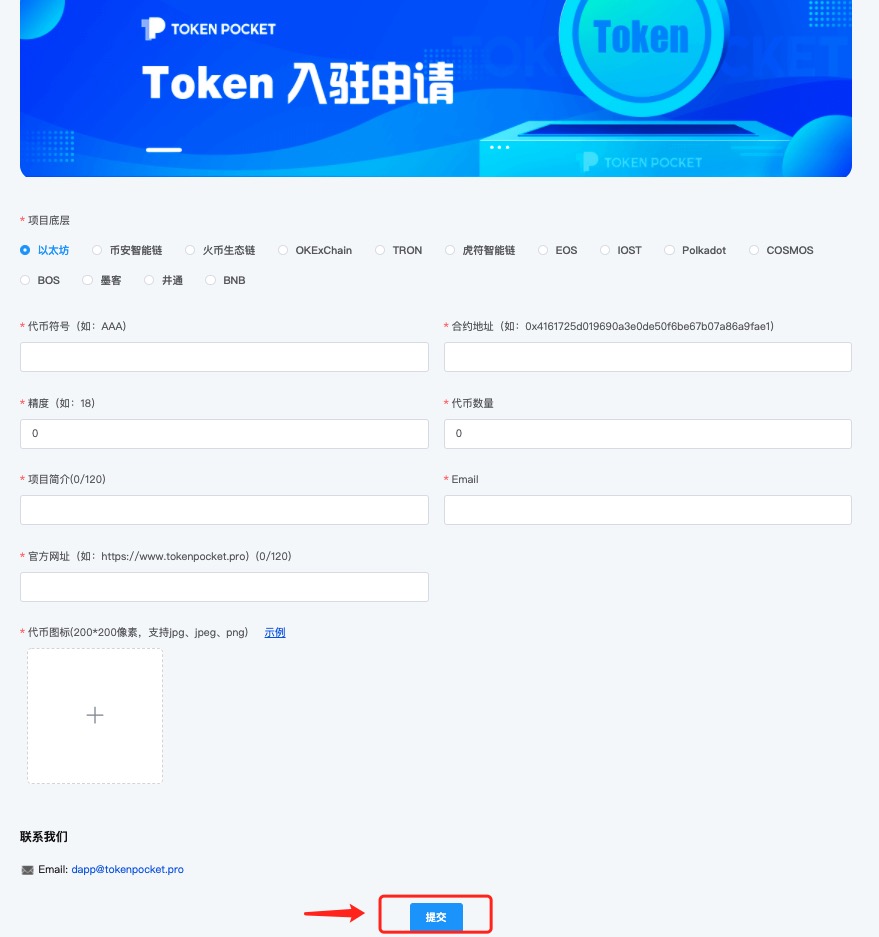 TOKEN POCKET
Token 入驻申请
TOKEN POCKET
Token
TOKEN POCKET
* 项目底层
以太坊 币安智能链 火币生态链 OKExChain TRON 虎符智能链 EOS IOST Polkadot COSMOS
BOS 墨客 井通 BNB
* 代币符号（如：AAA） * 合约地址（如：0x4161725d019690a3e0de50f6be67b07a86a9fae1）
* 精度（如：18） * 代币数量
0 0
* 项目简介(0/120) * Email
* 官方网址（如：https://www.tokenpocket.pro）(0/120)
* 代币图标(200*200像素，支持jpg、jpeg、png) 示例
联系我们
Email: dapp@tokenpocket.pro
提交